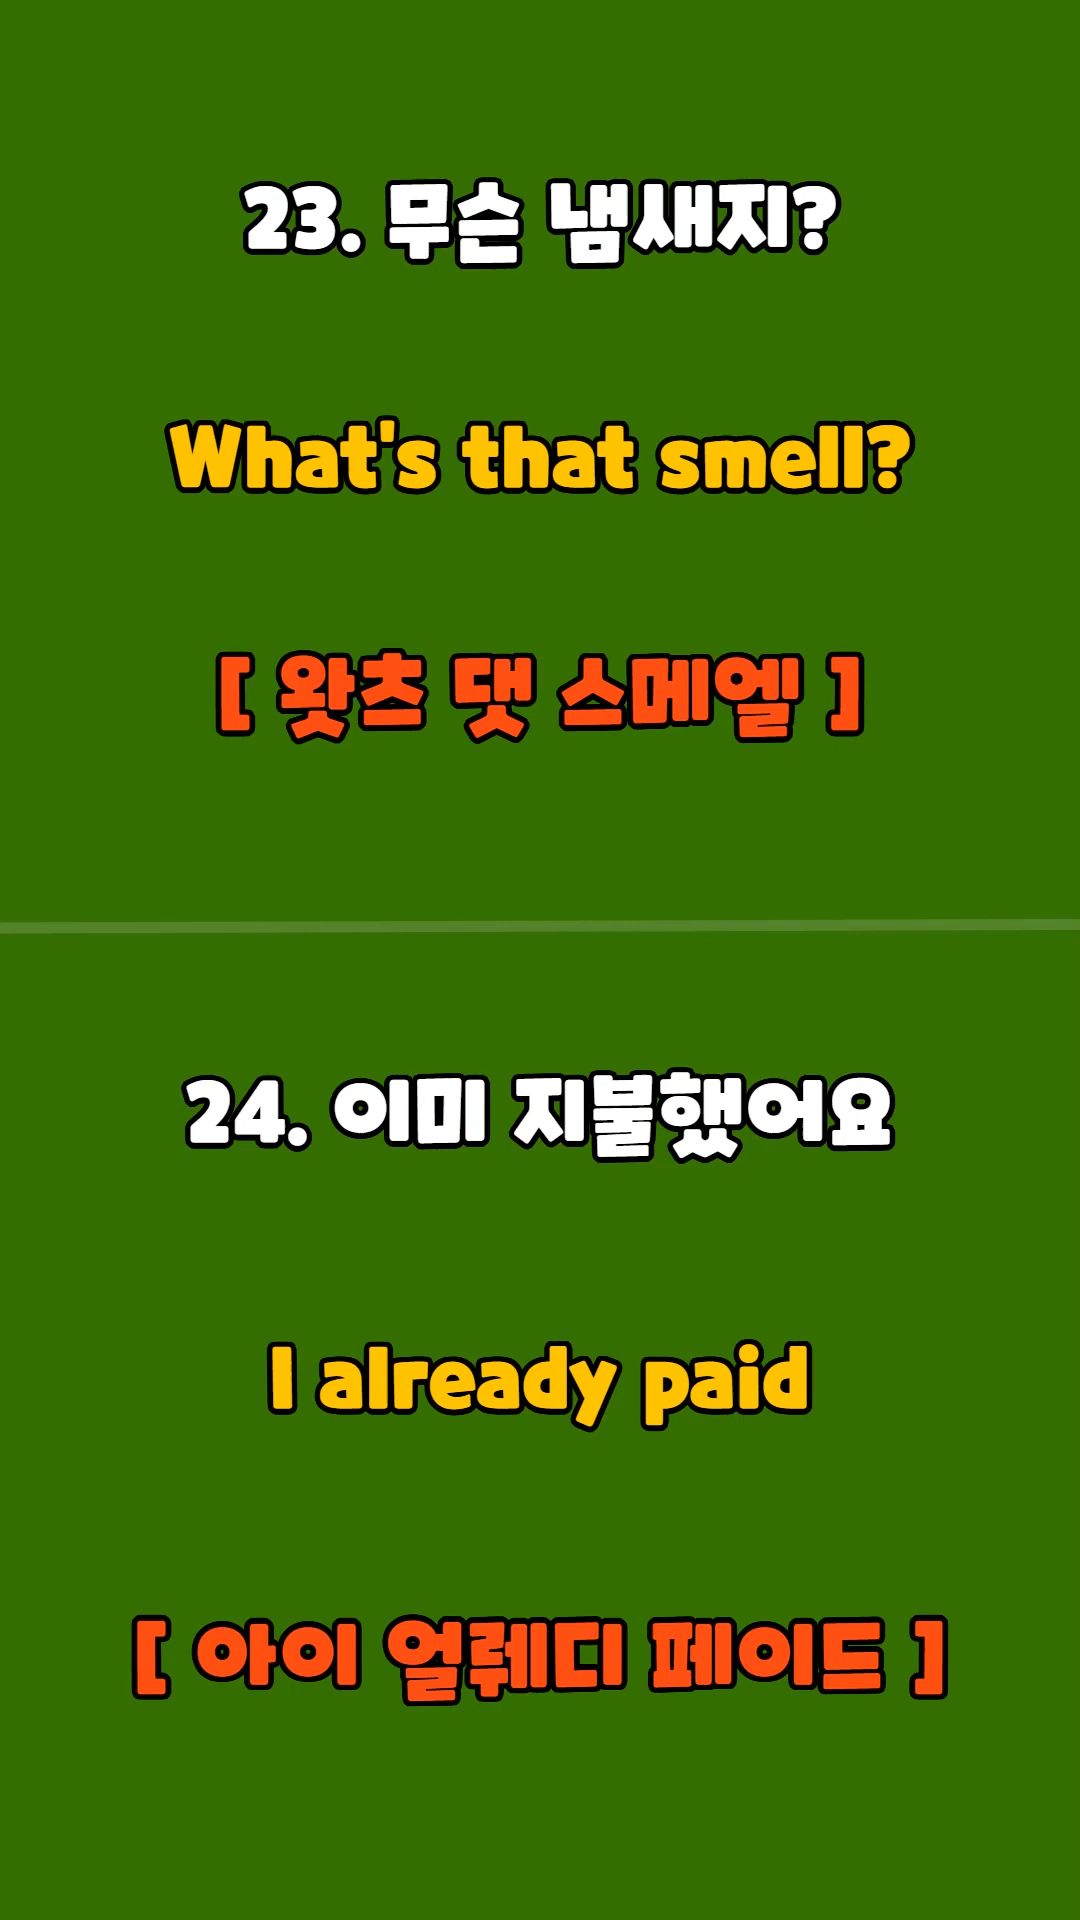 23. 무슨 냄새지?
What's that smell?
[ 왓츠 댓 스메엘 ]
24. 이미 지불했어요
I already paid
[ 아이 얼뤠디 페이드 ]